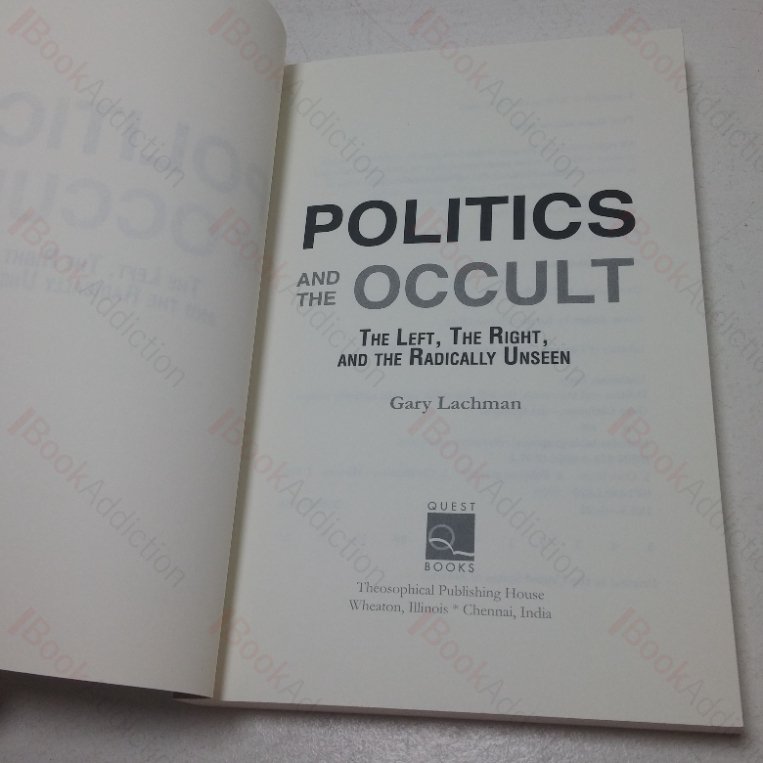 POLITICS
AND THE OCCULT
THE LEFT, THE RIGHT,
AND THE RADICALLY UNSEEN
Gary Lachman
QUEST
BOOKS
Theosophical Publishing House
Wheaton, Illinois * Chennai, India
BookAddiction